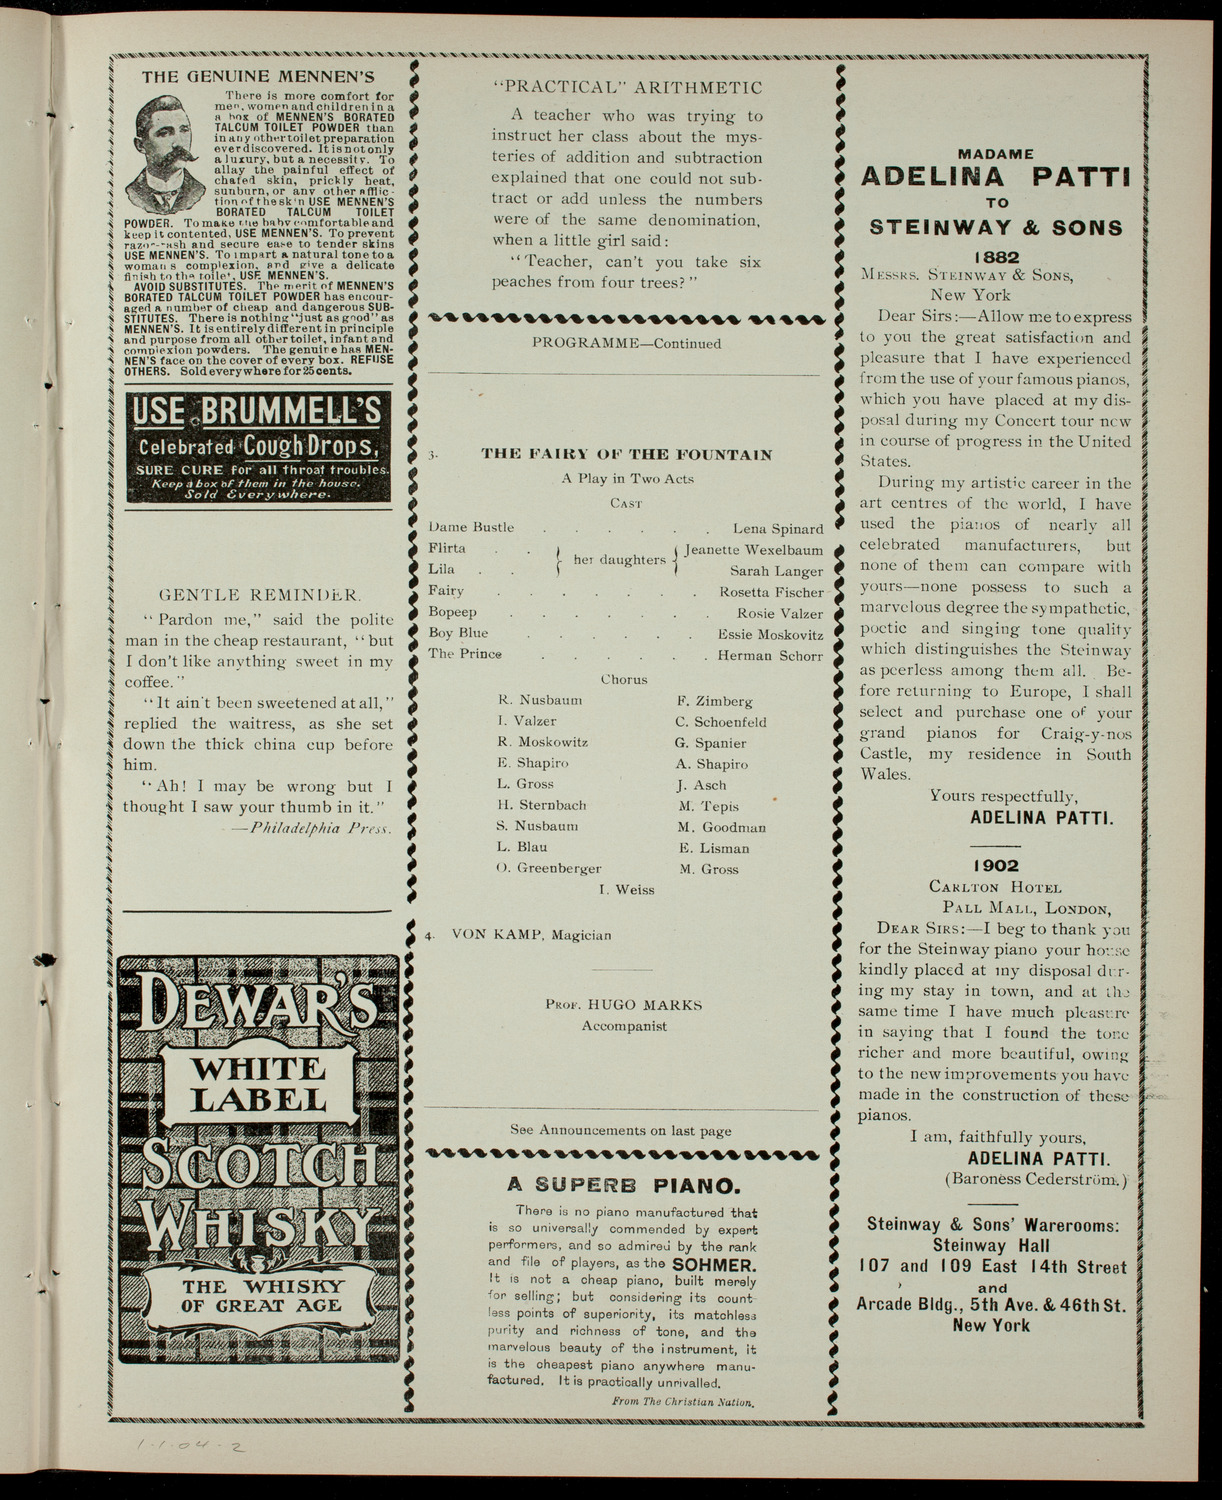 THE GENUINE MENNEN'S
There is more comfort for
men, women and children in a
a box of MENNEN'S BORATED
TALCUM TOILET POWDER than
in any other toilet preparation
ever discovered. It is not only
a luxury, but a necessity. To
allay the painful effect of
chafed skin, prickly heat,
sunburn, or any other afflic-
tion of the skin USE MENNEN'S
BORATED TALCUM TOILET
POWDER. To make the baby comfortable and
keep it contented, USE MENNEN'S. To prevent
razor-rash and secure ease to tender skins
USE MENNEN'S. To impart a natural tone to a
woman's complexion, and give a delicate
finish to the toilet, USE MENNEN'S.
AVOID SUBSTITUTES. The merit of MENNEN'S
BORATED TALCUM TOILET POWDER has encour-
aged a number of cheap and dangerous SUB-
STITUTES. There is nothing "just as good" as
MENNEN'S. It is entirely different in principle
and purpose from all other toilet, infant and
complexion powders. The genuine has MEN-
NEN'S face on the cover of every box. REFUSE
OTHERS. Sold everywhere for 25 cents.
USE BRUMMELL'S
Celebrated Cough Drops,
SURE CURE for all throat troubles.
Keep a box of them in the house.
Sold Everywhere.
GENTLE REMINDER.
"Pardon me," said the polite
man in the cheap restaurant, "but
I don't like anything sweet in my
coffee."
"It ain't been sweetened at all,"
replied the waitress, as she set
down the thick china cup before
him.
"Ah! I may be wrong but I
thought I saw your thumb in it."
—Philadelphia Press.
DEWAR'S
WHITE
LABEL
SCOTCH
WHISKY
THE WHISKY
OF GREAT AGE
"PRACTICAL" ARITHMETIC
A teacher who was trying to
instruct her class about the mys-
teries of addition and subtraction
explained that one could not sub-
tract or add unless the numbers
were of the same denomination,
when a little girl said:
"Teacher, can't you take six
peaches from four trees?"
PROGRAMME—Continued
3. THE FAIRY OF THE FOUNTAIN
A Play in Two Acts
CAST
Dame Bustle . . . . . Lena Spinard
Flirta . . } her daughters { Jeanette Wexelbaum
Lila . . } { Sarah Langer
Fairy . . . . . . . Rosetta Fischer
Bopeep . . . . . . . Rosie Valzer
Boy Blue . . . . . . Essie Moskovitz
The Prince . . . . . . Herman Schorr
Chorus
R. Nusbaum F. Zimberg
I. Valzer C. Schoenfeld
R. Moskowitz G. Spanier
E. Shapiro A. Shapiro
L. Gross J. Asch
H. Sternbach M. Tepis
S. Nusbaum M. Goodman
L. Blau E. Lisman
O. Greenberger M. Gross
I. Weiss
4. VON KAMP, Magician
PROF. HUGO MARKS
Accompanist
See Announcements on last page
A SUPERB PIANO.
There is no piano manufactured that
is so universally commended by expert
performers, and so admired by the rank
and file of players, as the SOHMER.
It is not a cheap piano, built merely
for selling; but considering its count
less points of superiority, its matchless
purity and richness of tone, and the
marvelous beauty of the instrument, it
is the cheapest piano anywhere manu-
factured. It is practically unrivalled.
From The Christian Nation.
MADAME
ADELINA PATTI
TO
STEINWAY & SONS
1882
MESSRS. STEINWAY & SONS,
New York
Dear Sirs:—Allow me to express
to you the great satisfaction and
pleasure that I have experienced
from the use of your famous pianos,
which you have placed at my dis-
posal during my Concert tour now
in course of progress in the United
States.
During my artistic career in the
art centres of the world, I have
used the pianos of nearly all
celebrated manufacturers, but
none of them can compare with
yours—none possess to such a
marvelous degree the sympathetic,
poetic and singing tone quality
which distinguishes the Steinway
as peerless among them all. Be-
fore returning to Europe, I shall
select and purchase one of your
grand pianos for Craig-y-nos
Castle, my residence in South
Wales.
Yours respectfully,
ADELINA PATTI.
1902
CARLTON HOTEL
PALL MALL, LONDON,
DEAR SIRS:—I beg to thank you
for the Steinway piano your house
kindly placed at my disposal dur-
ing my stay in town, and at the
same time I have much pleasure
in saying that I found the tone
richer and more beautiful, owing
to the new improvements you have
made in the construction of these
pianos.
I am, faithfully yours,
ADELINA PATTI.
(Baroness Cederström.)
Steinway & Sons' Warerooms:
Steinway Hall
107 and 109 East 14th Street
and
Arcade Bldg., 5th Ave. & 46th St.
New York
1-1-04-2